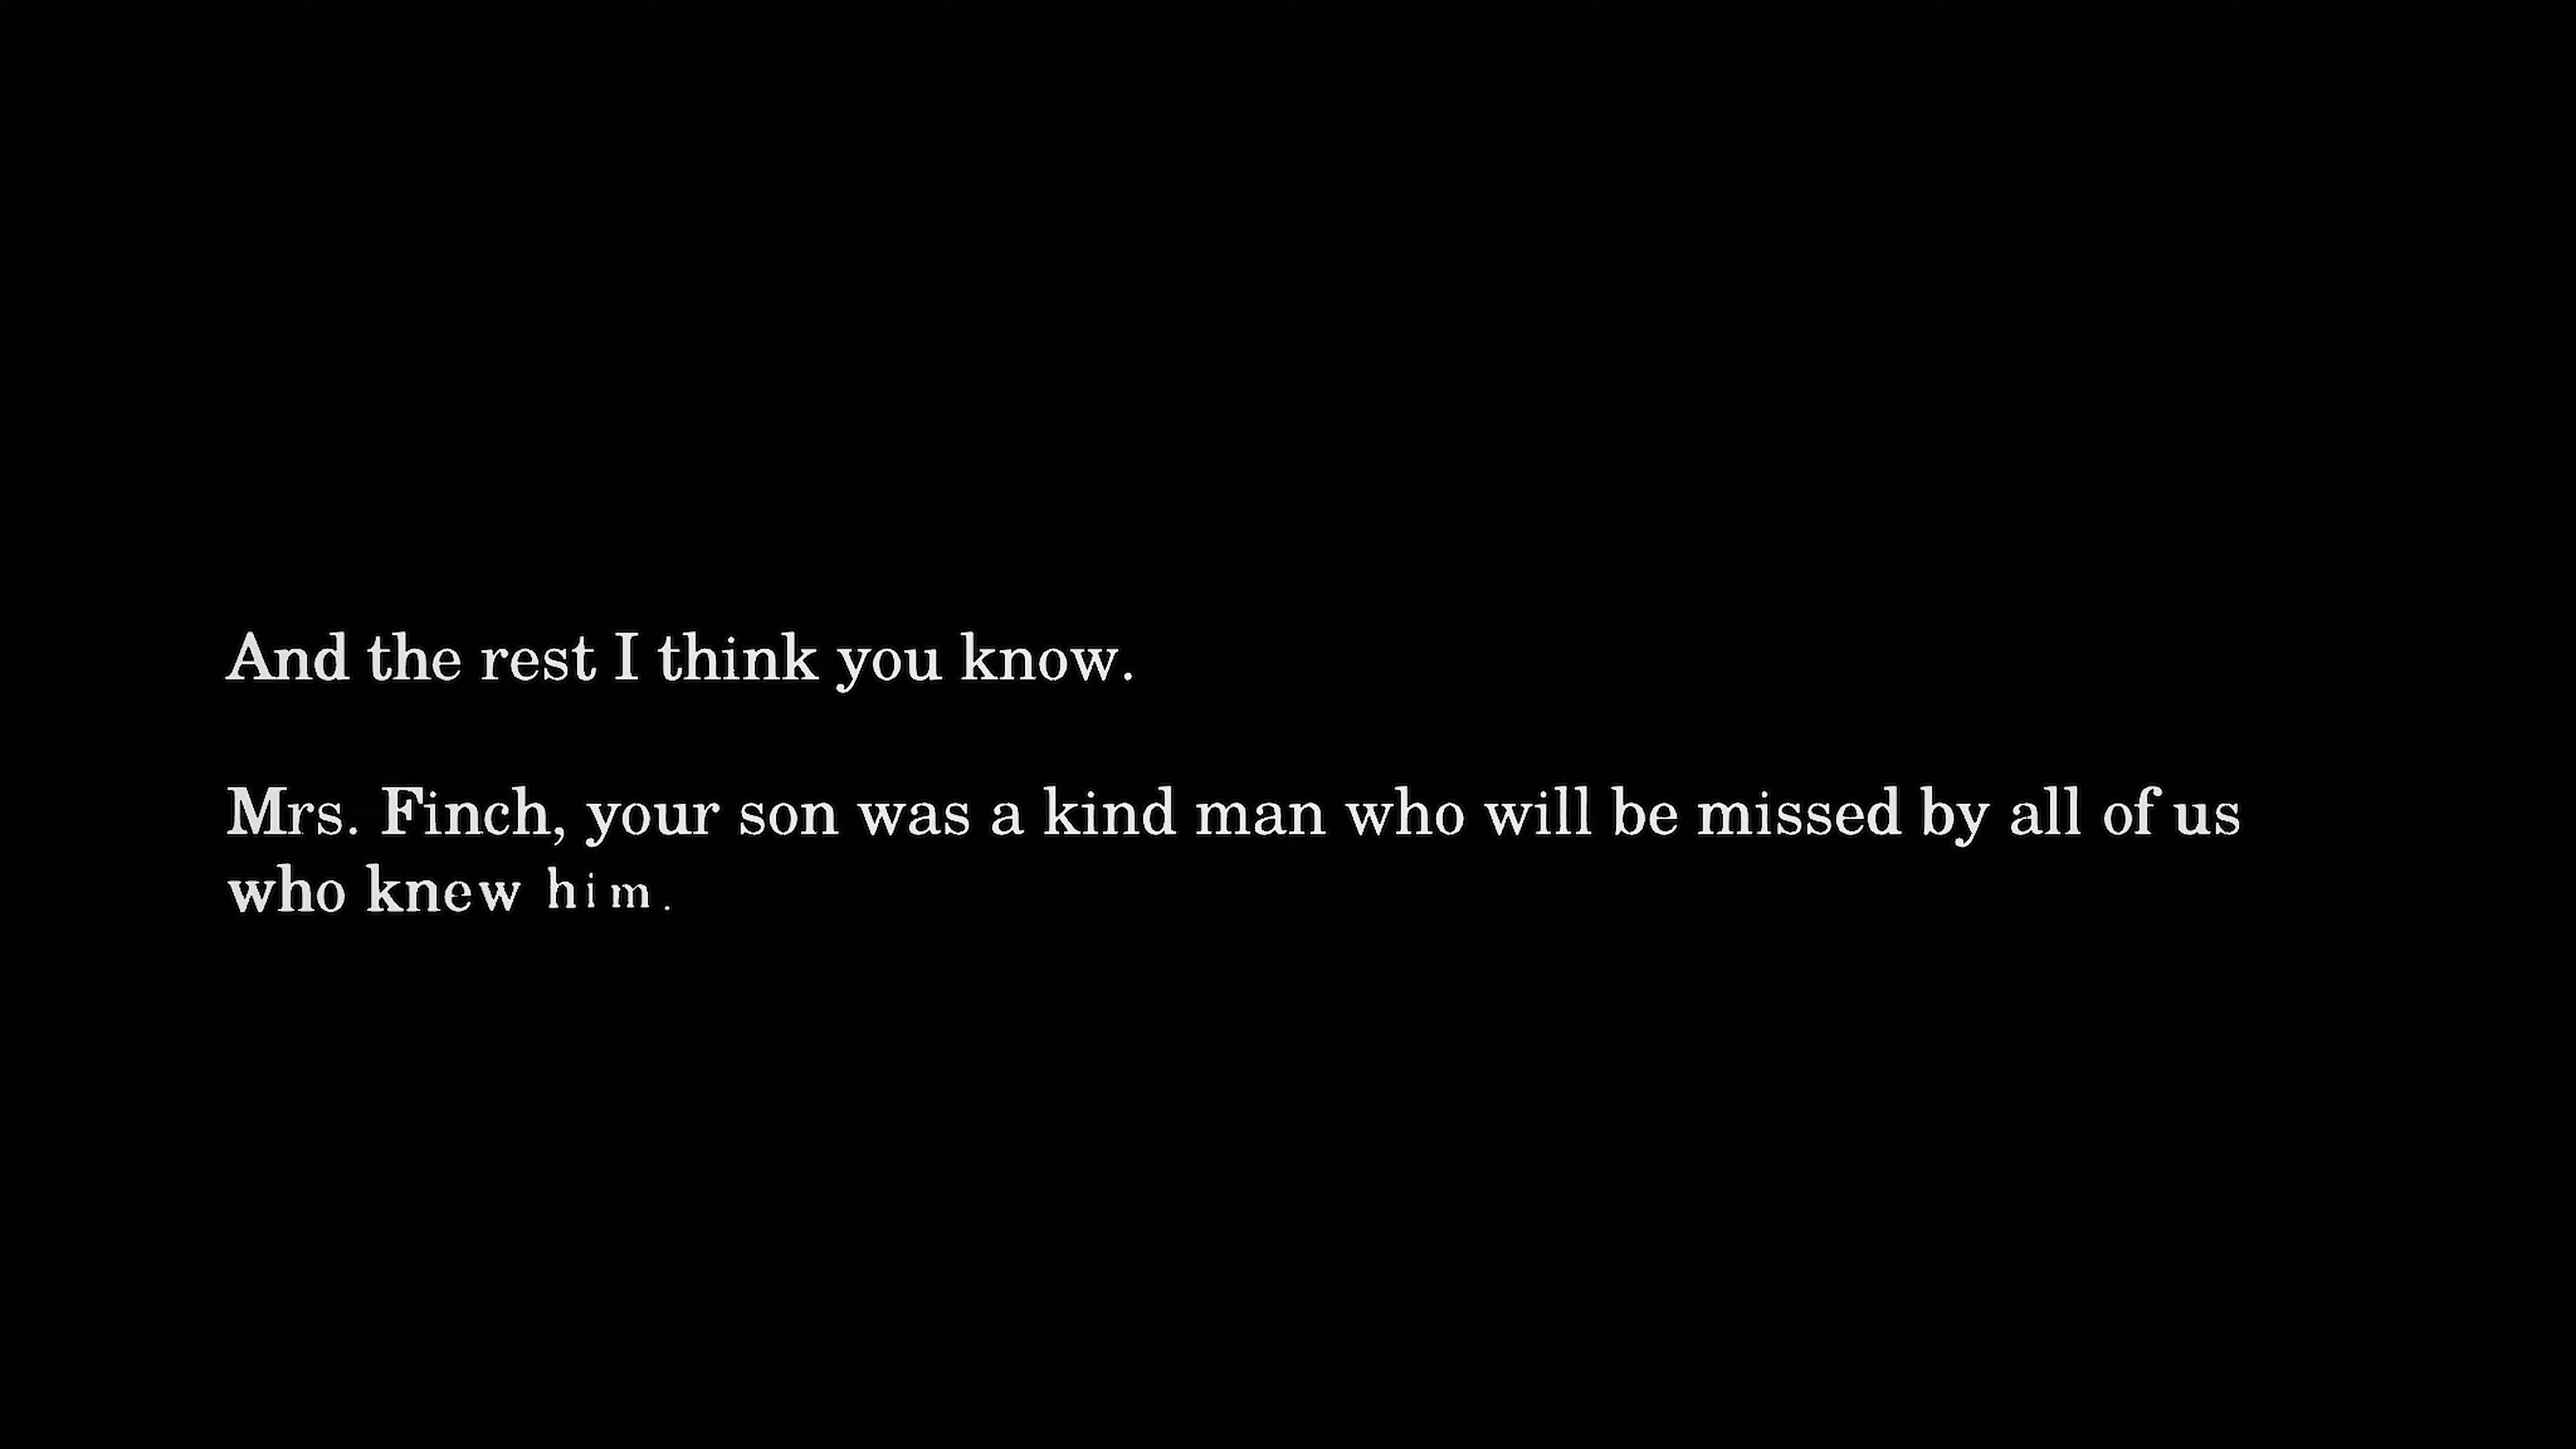 And the rest I think you know.
Mrs. Finch, your son was a kind man who will be missed by all of us
who knew him.